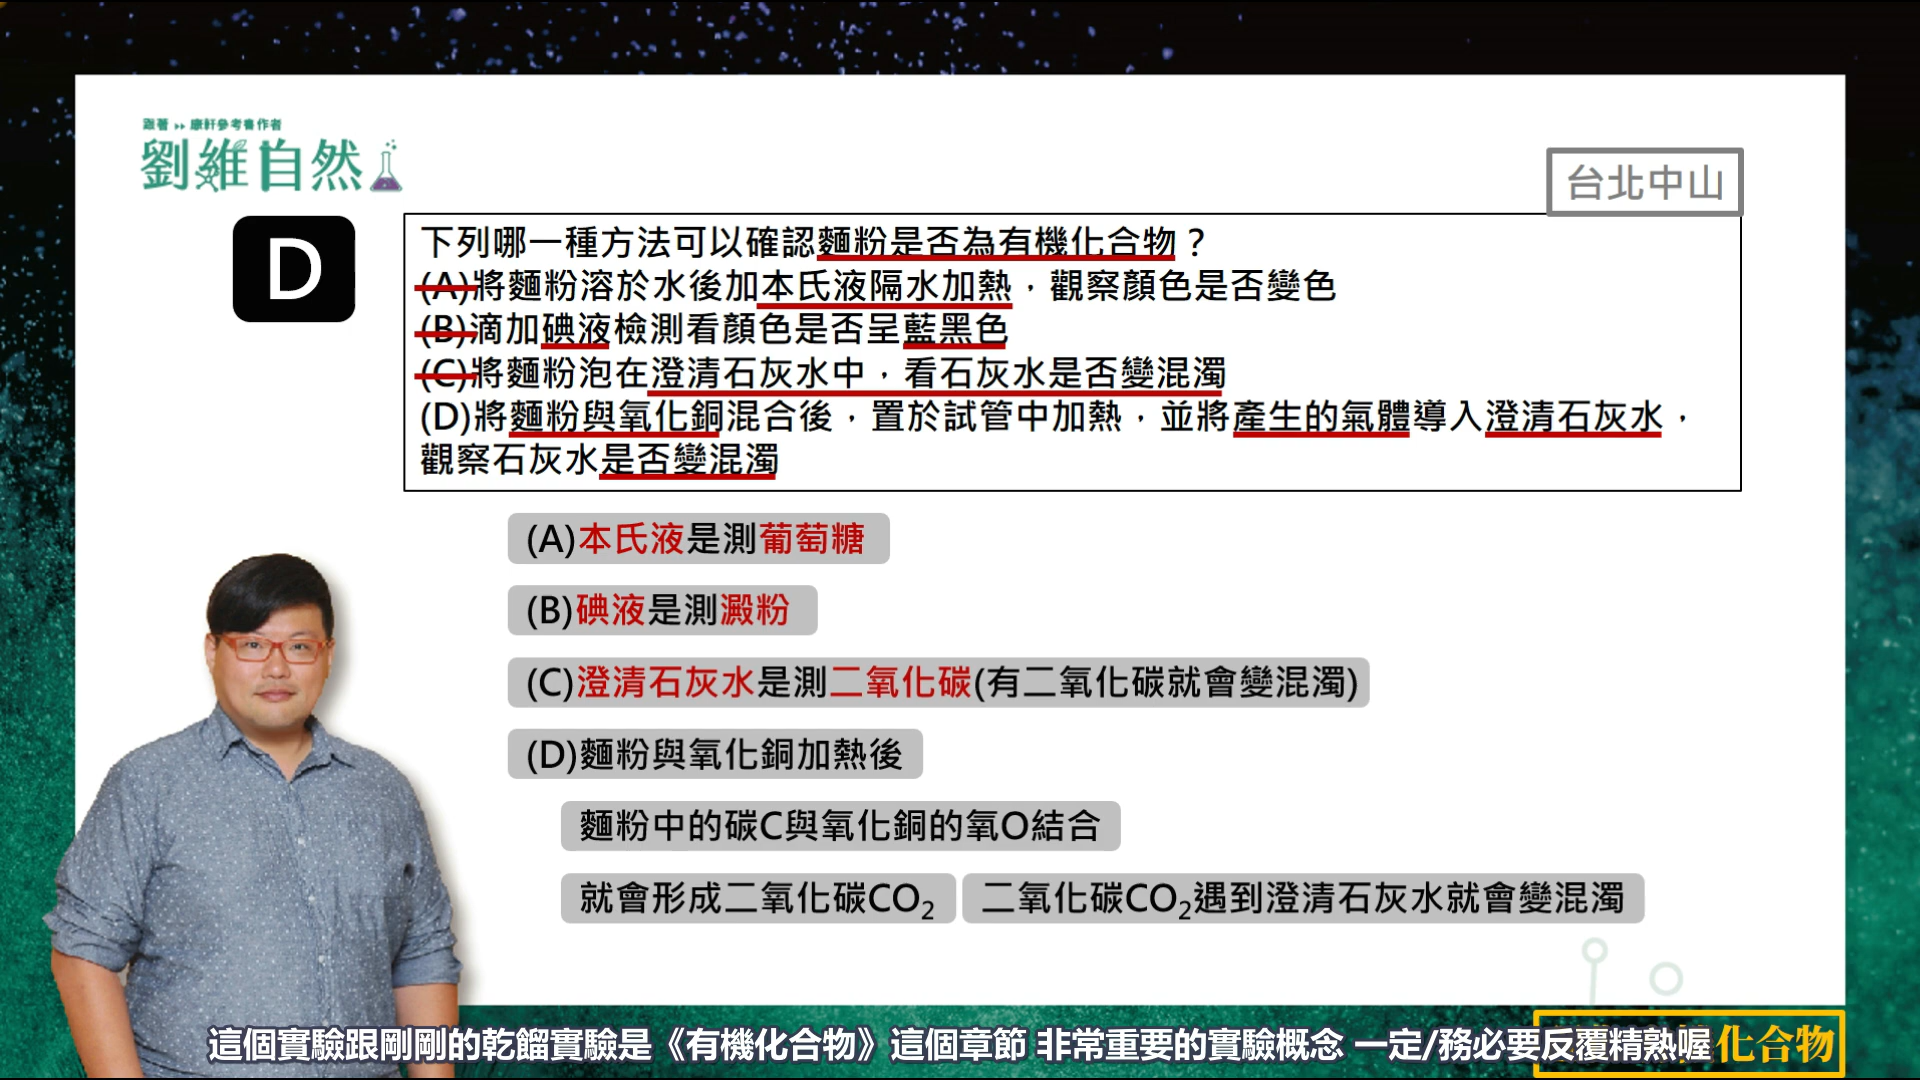 跟著 ▸▸ 康軒參考書作者
劉維自然
台北中山
D
下列哪一種方法可以確認麵粉是否為有機化合物？
(A)將麵粉溶於水後加本氏液隔水加熱，觀察顏色是否變色
(B)滴加碘液檢測看顏色是否呈藍黑色
(C)將麵粉泡在澄清石灰水中，看石灰水是否變混濁
(D)將麵粉與氧化銅混合後，置於試管中加熱，並將產生的氣體導入澄清石灰水，
觀察石灰水是否變混濁
(A)本氏液是測葡萄糖
(B)碘液是測澱粉
(C)澄清石灰水是測二氧化碳(有二氧化碳就會變混濁)
(D)麵粉與氧化銅加熱後
麵粉中的碳C與氧化銅的氧O結合
就會形成二氧化碳CO₂ 二氧化碳CO₂遇到澄清石灰水就會變混濁
這個實驗跟剛剛的乾餾實驗是《有機化合物》這個章節 非常重要的實驗概念 一定/務必要反覆精熟喔
化合物